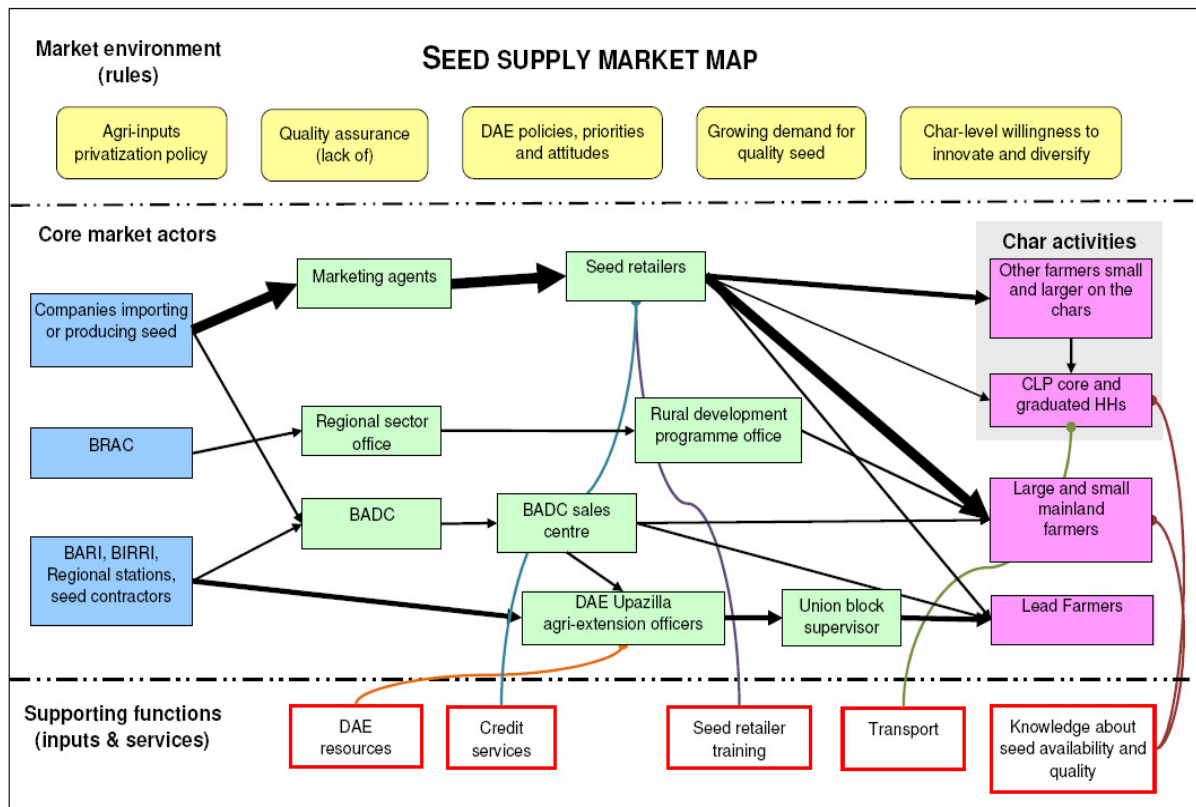 Market environment
(rules)
SEED SUPPLY MARKET MAP
Agri-inputs
privatization policy
Quality assurance
(lack of)
DAE policies, priorities
and attitudes
Growing demand for
quality seed
Char-level willingness to
innovate and diversify
Core market actors
Char activities
Marketing agents
Seed retailers
Other farmers small
and larger on the
chars
Companies importing
or producing seed
CLP core and
graduated HHs
BRAC
Regional sector
office
Rural development
programme office
BADC
BADC sales
centre
Large and small
mainland
farmers
BARI, BIRRI,
Regional stations,
seed contractors
DAE Upazilla
agri-extension officers
Union block
supervisor
Lead Farmers
Supporting functions
(inputs & services)
DAE
resources
Credit
services
Seed retailer
training
Transport
Knowledge about
seed availability and
quality